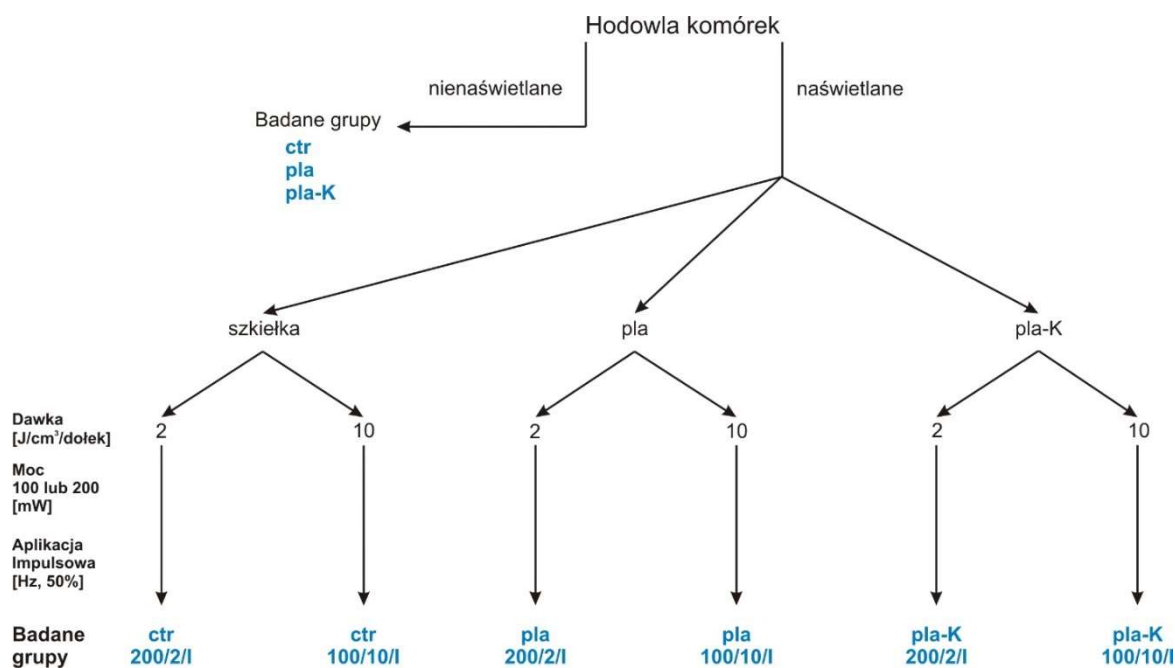 Hodowla komórek
nienaświetlane
naświetlane
Badane grupy
ctr
pla
pla-K
szkiełka
pla
pla-K
Dawka
[J/cm³/dołek]
2
10
2
10
2
10
Moc
100 lub 200
[mW]
Aplikacja
Impulsowa
[Hz, 50%]
Badane
grupy
ctr
200/2/I
ctr
100/10/I
pla
200/2/I
pla
100/10/I
pla-K
200/2/I
pla-K
100/10/I